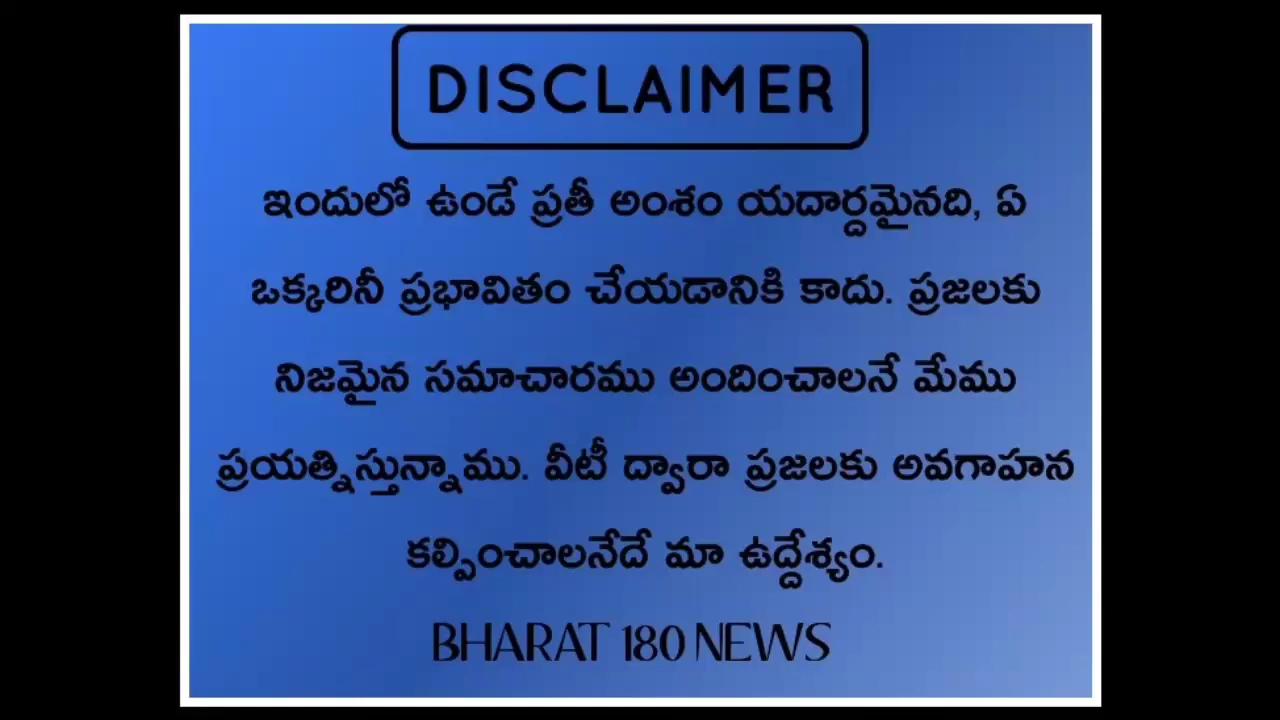 DISCLAIMER
ఇందులో ఉండే ప్రతీ అంశం యదార్దమైనది, ఏ
ఒక్కరినీ ప్రభావితం చేయడానికి కాదు. ప్రజలకు
నిజమైన సమాచారము అందించాలనే మేము
ప్రయత్నిస్తున్నాము. వీటీ ద్వారా ప్రజలకు అవగాహన
కల్పించాలనేదే మా ఉద్దేశ్యం.
BHARAT 180 NEWS